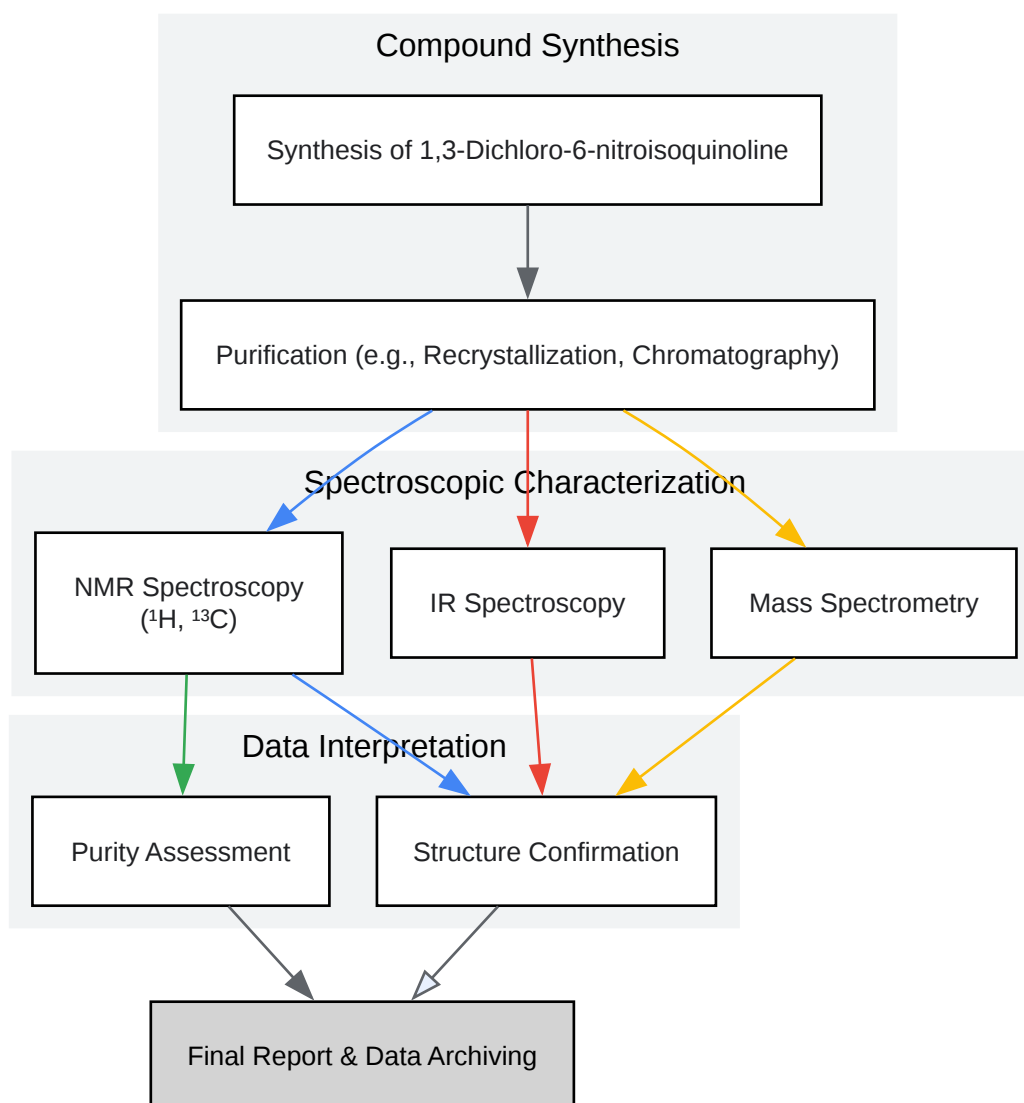 Compound Synthesis
Synthesis of 1,3-Dichloro-6-nitroisoquinoline
Purification (e.g., Recrystallization, Chromatography)
Spectroscopic Characterization
NMR Spectroscopy
(¹H, ¹³C)
IR Spectroscopy
Mass Spectrometry
Data Interpretation
Purity Assessment
Structure Confirmation
Final Report & Data Archiving